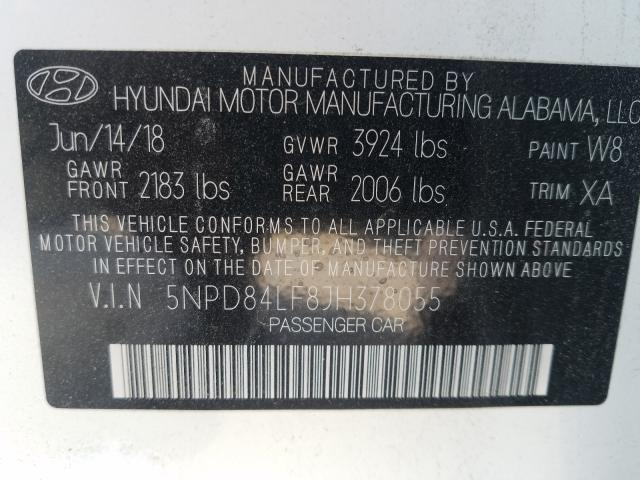 MANUFACTURED BY
HYUNDAI MOTOR MANUFACTURING ALABAMA, LLC
Jun/14/18 GVWR 3924 lbs PAINT W8
GAWR FRONT 2183 lbs GAWR REAR 2006 lbs TRIM XA
THIS VEHICLE CONFORMS TO ALL APPLICABLE U.S.A. FEDERAL
MOTOR VEHICLE SAFETY, BUMPER, AND THEFT PREVENTION STANDARDS
IN EFFECT ON THE DATE OF MANUFACTURE SHOWN ABOVE.
V.I.N 5NPD84LF8JH378055
PASSENGER CAR